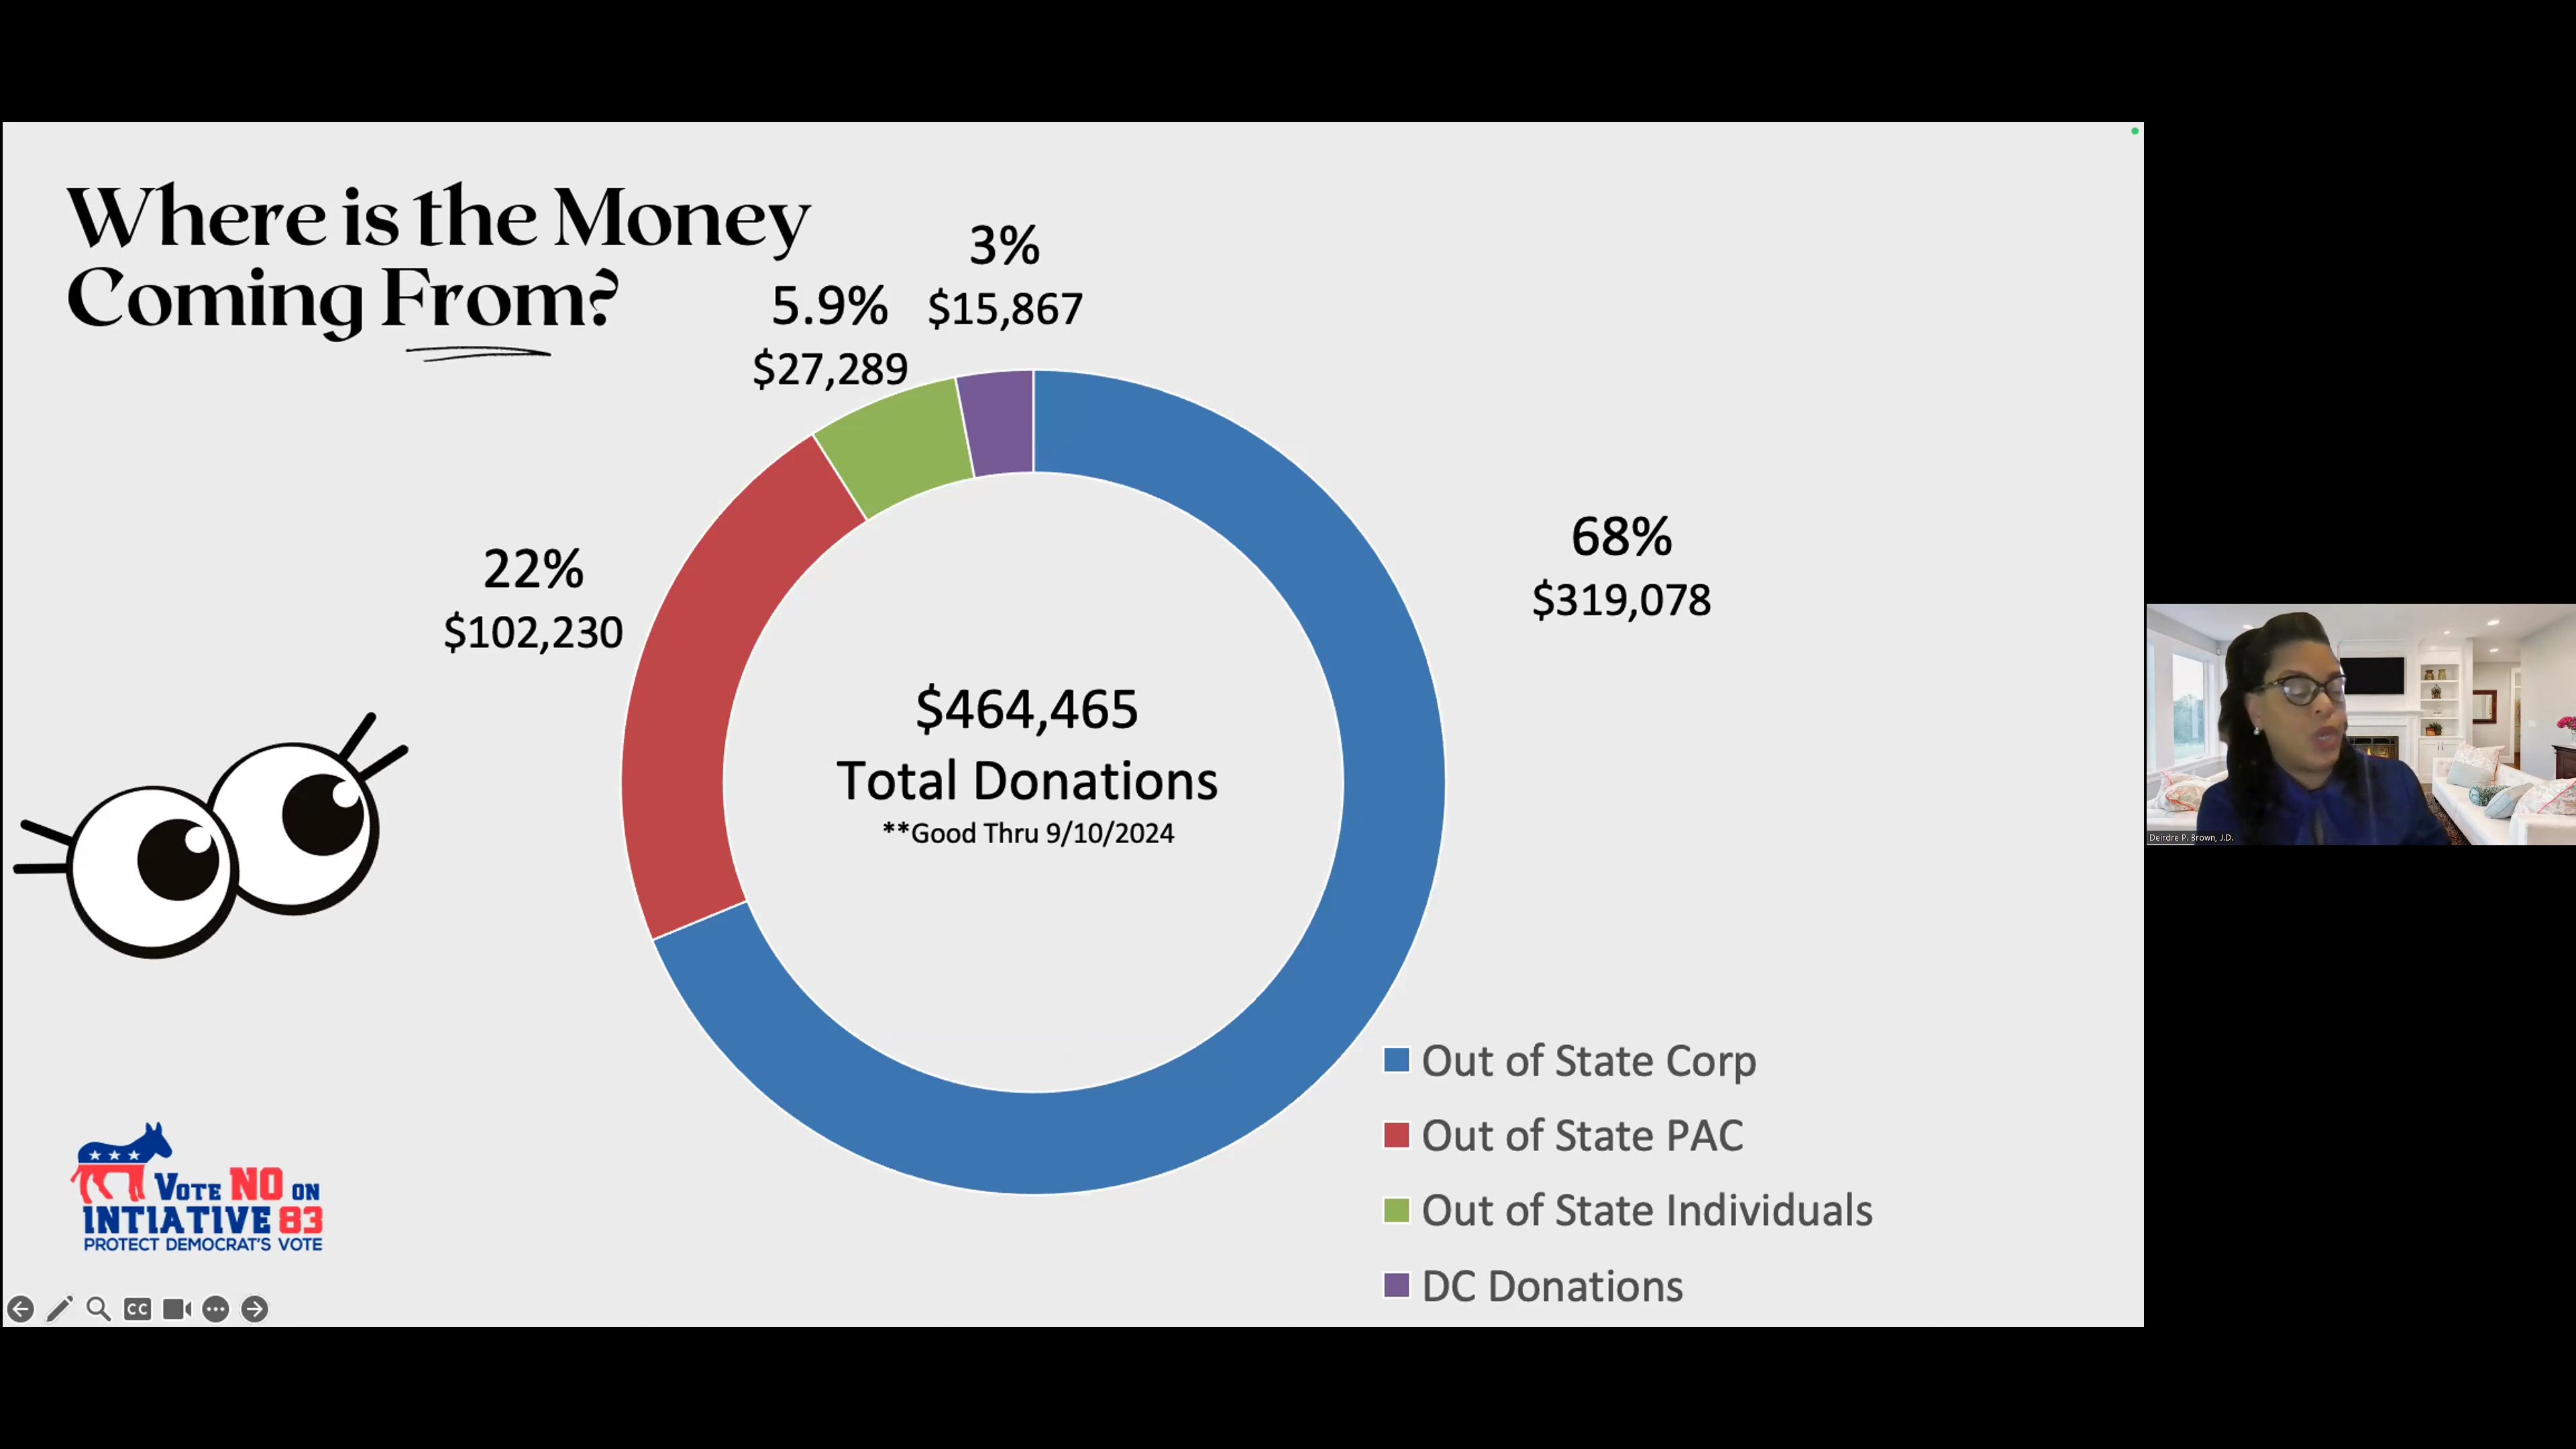 Where is the Money
Coming From?
3%
$15,867
5.9%
$27,289
68%
$319,078
22%
$102,230
$464,465
Total Donations
**Good Thru 9/10/2024
Out of State Corp
Out of State PAC
Out of State Individuals
DC Donations
VOTE NO ON
INTIATIVE 83
PROTECT DEMOCRAT'S VOTE
CC
Deirdre P. Brown, J.D.